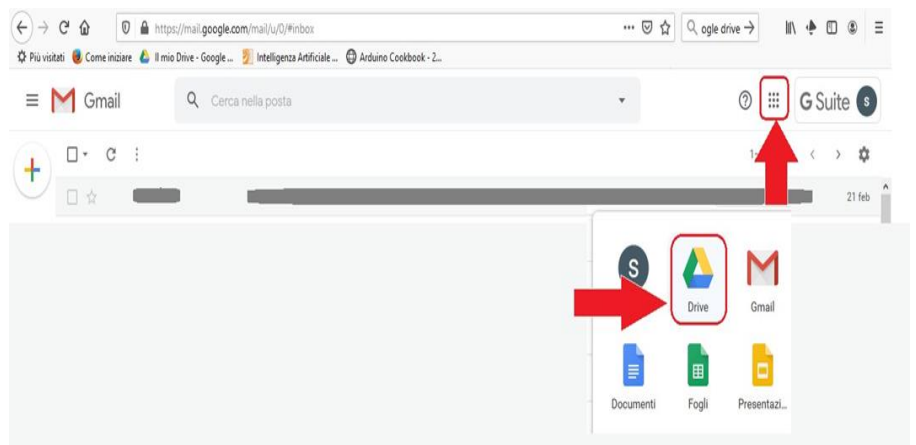 https://mail.google.com/mail/u/0/#inbox
ogle drive
Più visitati Come iniziare Il mio Drive - Google ... Intelligenza Artificiale ... Arduino Cookbook - 2...
Gmail Cerca nella posta G Suite S
21 feb
S
Drive Gmail
Documenti Fogli Presentazi...